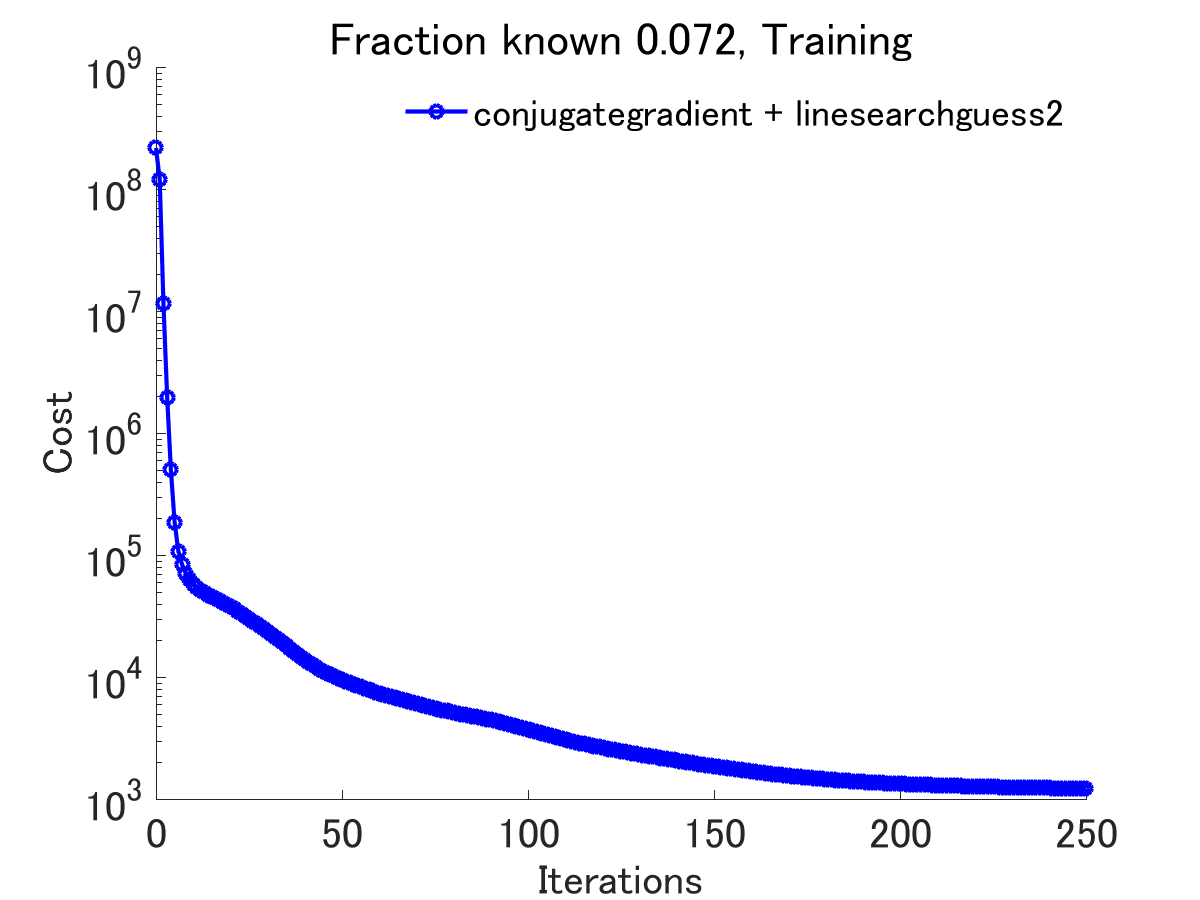 Fraction known 0.072, Training
conjugategradient + linesearchguess2
10^9
10^8
10^7
10^6
10^5
10^4
10^3
Cost
0 50 100 150 200 250
Iterations